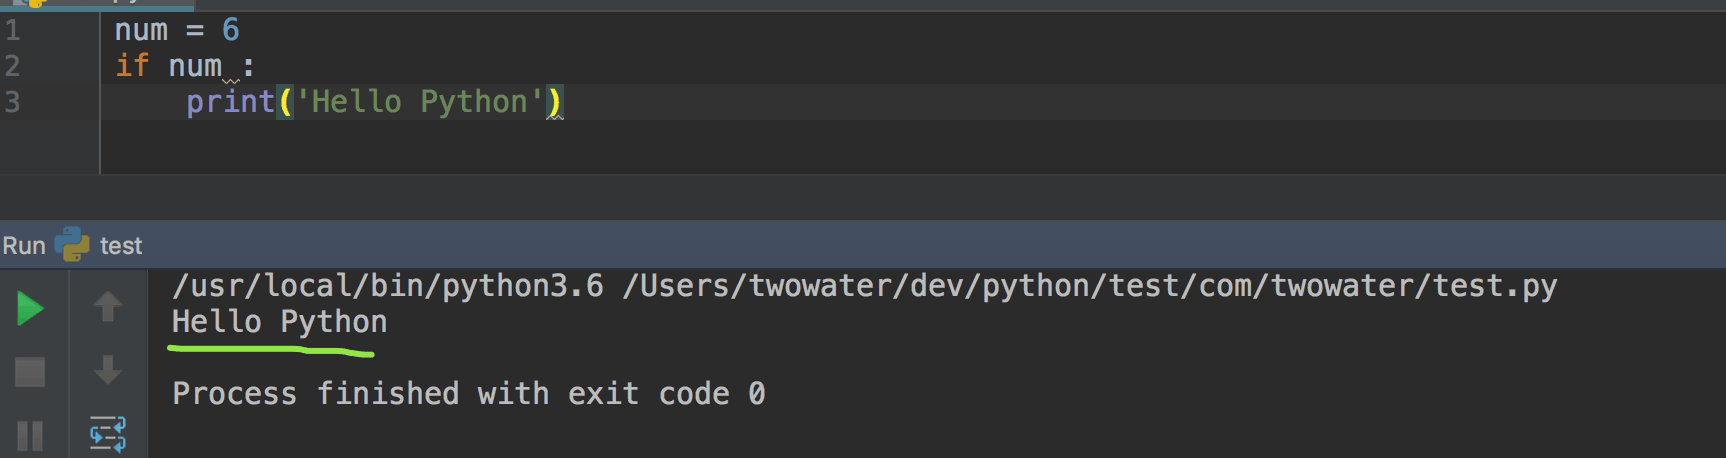 1 num = 6
2 if num :
3     print('Hello Python')
Run test
/usr/local/bin/python3.6 /Users/twowater/dev/python/test/com/twowater/test.py
Hello Python
Process finished with exit code 0